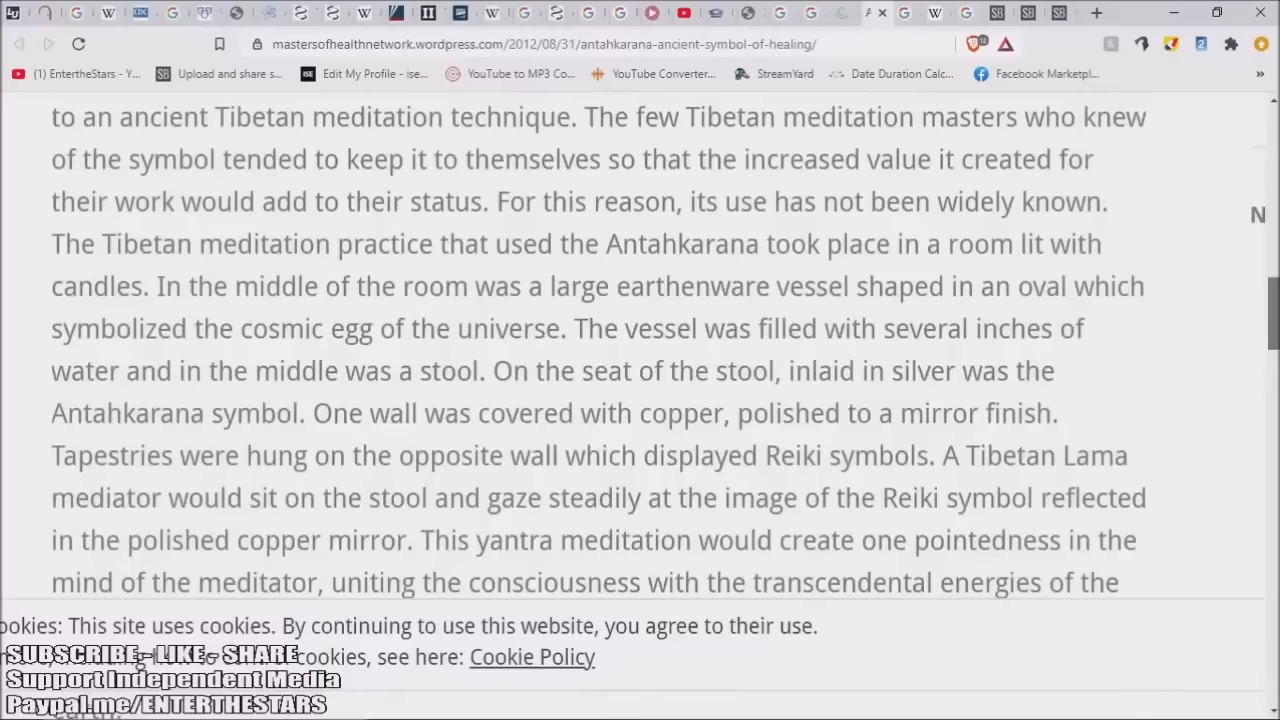 mastersofhealthnetwork.wordpress.com/2012/08/31/antahkarana-ancient-symbol-of-healing/
(1) EntertheStars - Y... Upload and share s... Edit My Profile - ise... YouTube to MP3 Co... YouTube Converter... StreamYard Date Duration Calc... Facebook Marketpl... »
to an ancient Tibetan meditation technique. The few Tibetan meditation masters who knew
of the symbol tended to keep it to themselves so that the increased value it created for
their work would add to their status. For this reason, its use has not been widely known.
N
The Tibetan meditation practice that used the Antahkarana took place in a room lit with
candles. In the middle of the room was a large earthenware vessel shaped in an oval which
symbolized the cosmic egg of the universe. The vessel was filled with several inches of
water and in the middle was a stool. On the seat of the stool, inlaid in silver was the
Antahkarana symbol. One wall was covered with copper, polished to a mirror finish.
Tapestries were hung on the opposite wall which displayed Reiki symbols. A Tibetan Lama
mediator would sit on the stool and gaze steadily at the image of the Reiki symbol reflected
in the polished copper mirror. This yantra meditation would create one pointedness in the
mind of the meditator, uniting the consciousness with the transcendental energies of the
ookies: This site uses cookies. By continuing to use this website, you agree to their use.
cookies, see here: Cookie Policy
SUBSCRIBE - LIKE - SHARE
Support Independent Media
Paypal.me/ENTERTHESTARS
earth.